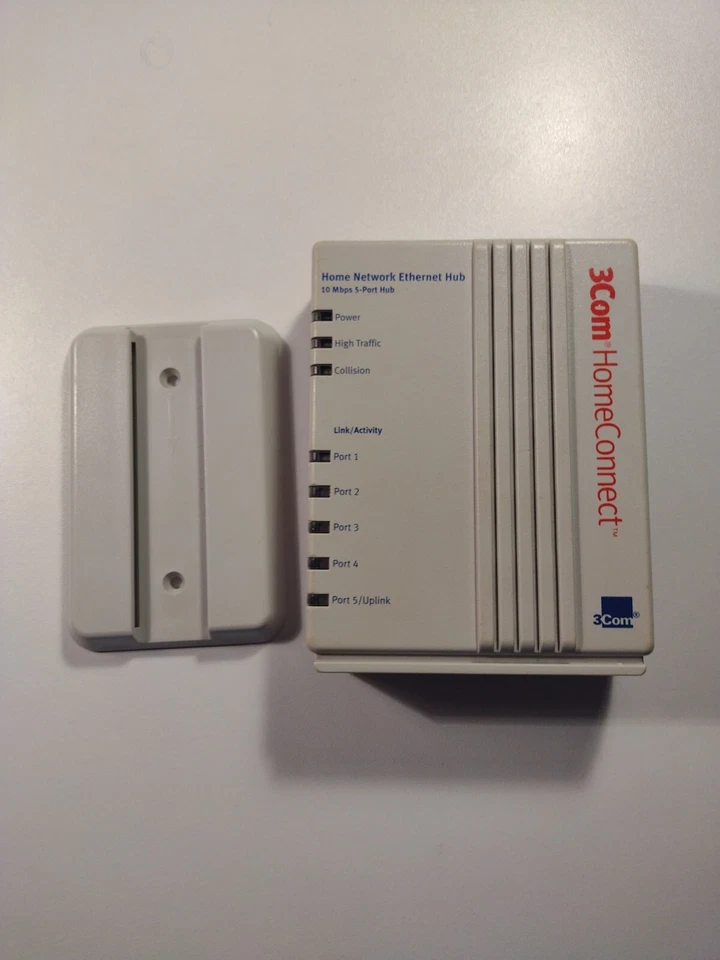 Home Network Ethernet Hub
10 Mbps 5-Port Hub
Power
High Traffic
Collision
Link/Activity
Port 1
Port 2
Port 3
Port 4
Port 5/Uplink
3Com® HomeConnect™
3Com®